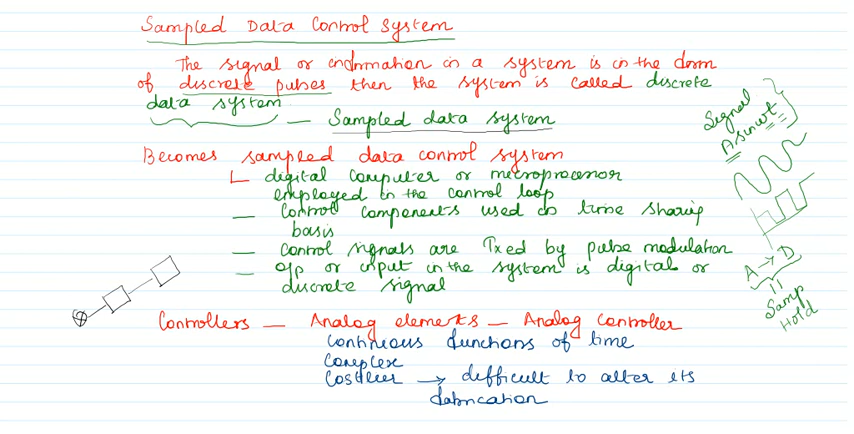 Sampled Data Control System
The signal or information in a system is in the form
of discrete pulses then the system is called discrete
data system
— Sampled data system
Becomes sampled data control system
digital computer or microprocessor
employed in the control loop
— Control components used on time sharing
basis
— Control signals are Txed by pulse modulation
— o/p or input in the system is digital or
discrete signal
Controllers — Analog elements — Analog controller
Continuous functions of time
Complex
Costlier → difficult to alter its
fabrication
Signal
A sin ωt
A → D
Samp
Hold